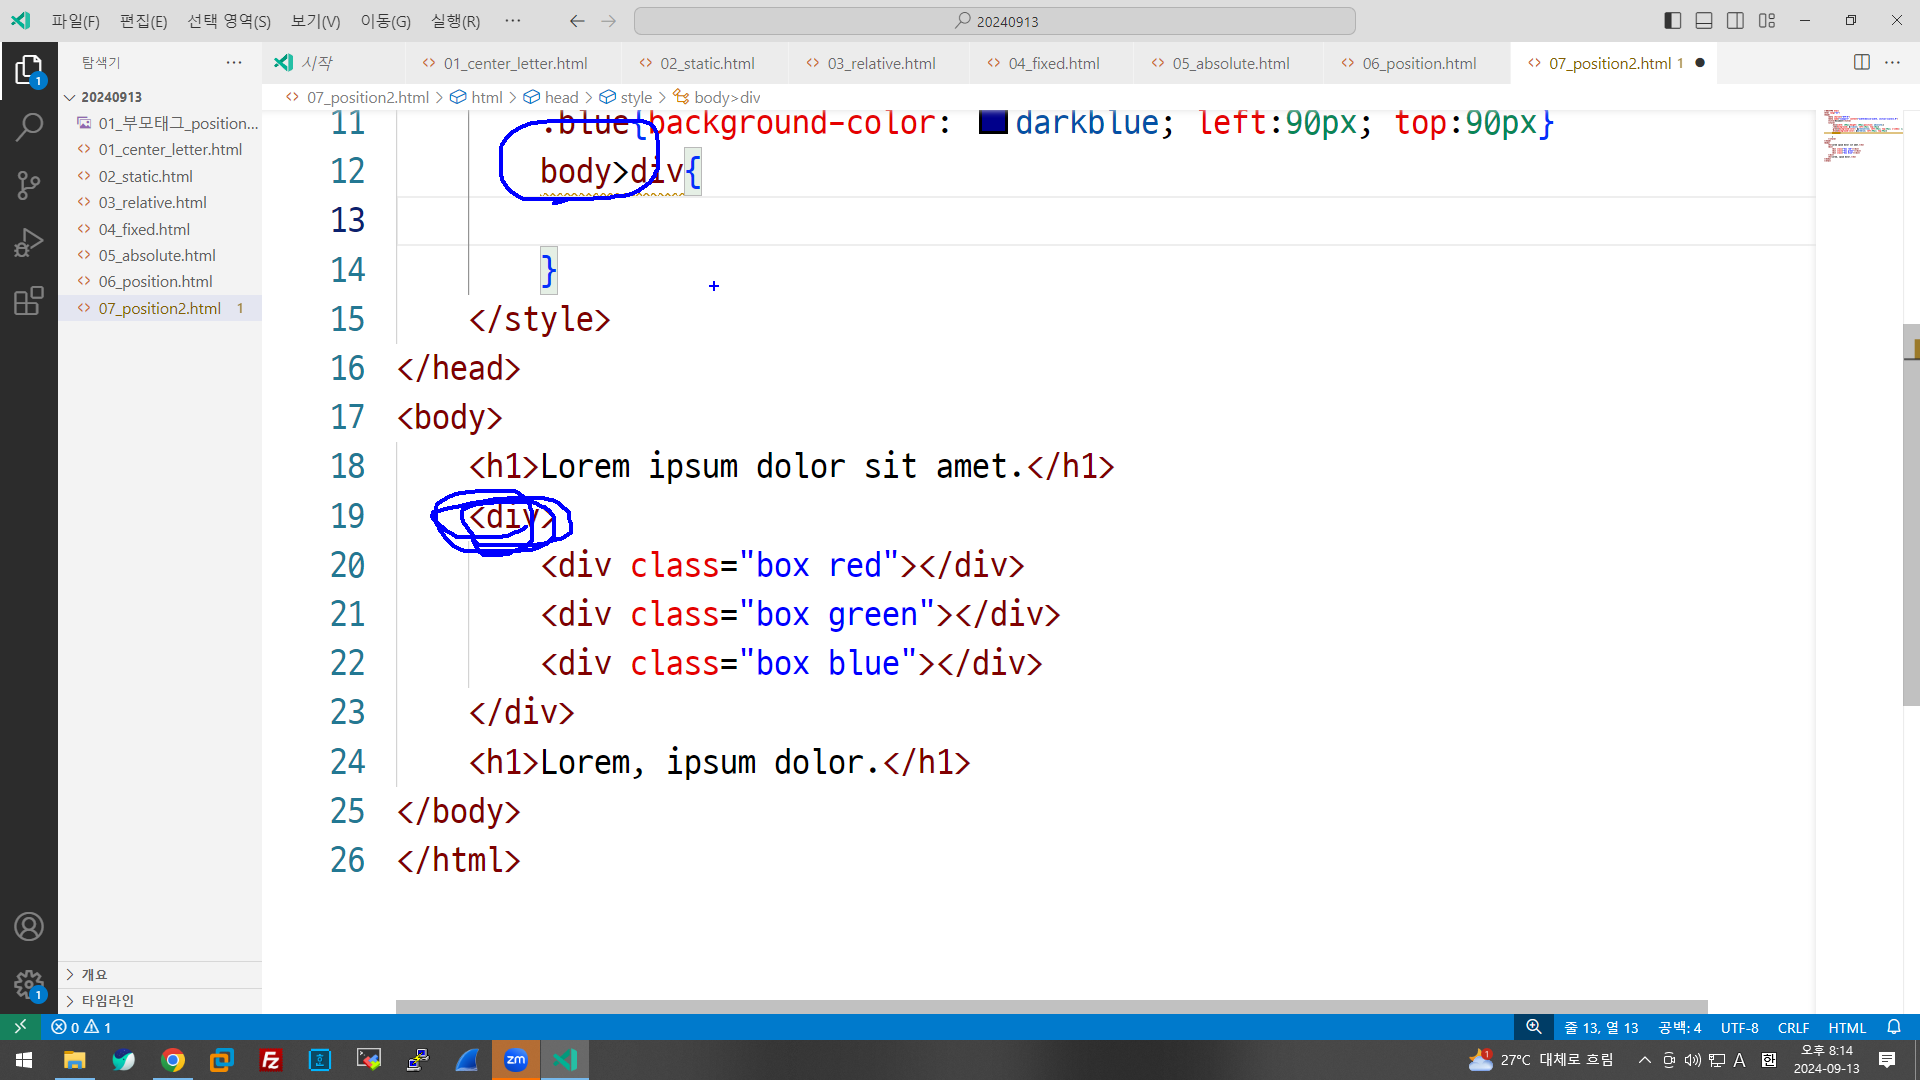 파일(F) 편집(E) 선택 영역(S) 보기(V) 이동(G) 실행(R) ··· 20240913
탐색기 ···
시작 01_center_letter.html 02_static.html 03_relative.html 04_fixed.html 05_absolute.html 06_position.html 07_position2.html 1
07_position2.html > html > head > style > body>div
20240913
01_부모태그_position...
01_center_letter.html
02_static.html
03_relative.html
04_fixed.html
05_absolute.html
06_position.html
07_position2.html 1
개요
타임라인
11 .blue{background-color: darkblue; left:90px; top:90px}
12 body>div{
13
14 }
15 </style>
16 </head>
17 <body>
18 <h1>Lorem ipsum dolor sit amet.</h1>
19 <div>
20 <div class="box red"></div>
21 <div class="box green"></div>
22 <div class="box blue"></div>
23 </div>
24 <h1>Lorem, ipsum dolor.</h1>
25 </body>
26 </html>
0 1 줄 13, 열 13 공백: 4 UTF-8 CRLF HTML
27°C 대체로 흐림 A 오후 8:14
2024-09-13